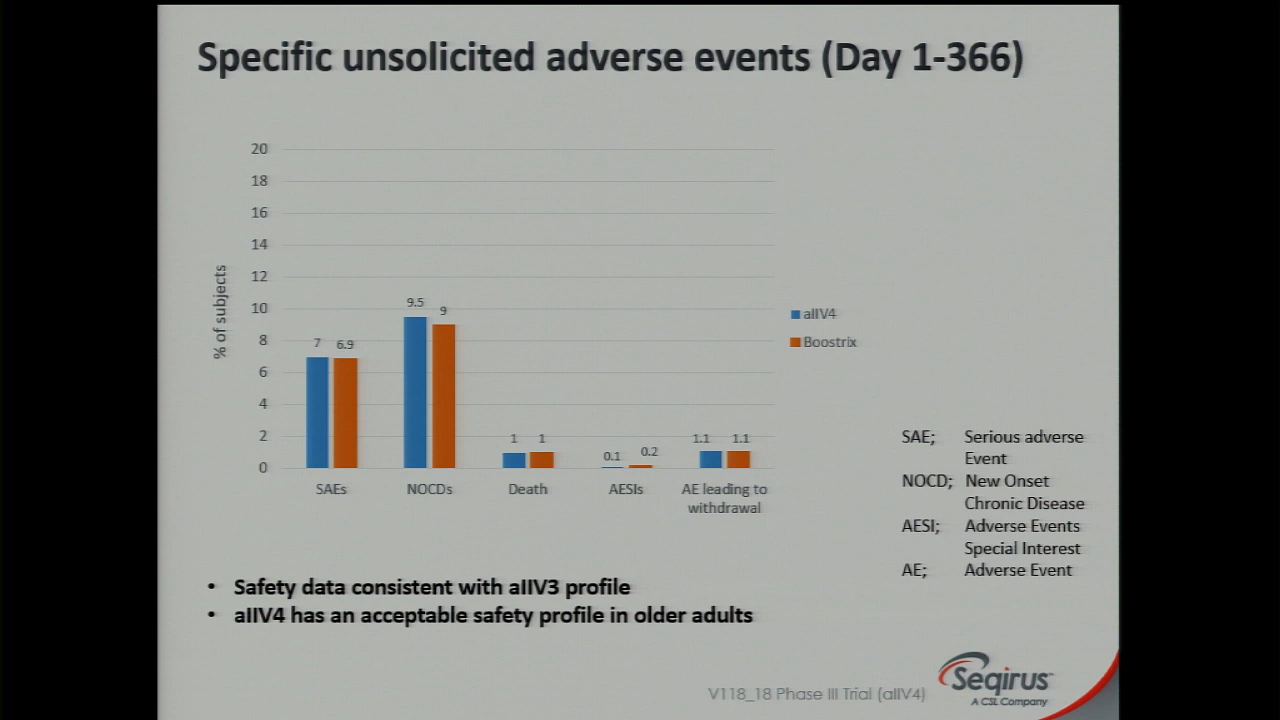 Specific unsolicited adverse events (Day 1-366)
20
18
16
14
12
10
8
6
4
2
0
% of subjects
7
6.9
9.5
9
1
1
0.1
0.2
1.1
1.1
SAEs
NOCDs
Death
AESIs
AE leading to
withdrawal
aIIV4
Boostrix
SAE; Serious adverse
Event
NOCD; New Onset
Chronic Disease
AESI; Adverse Events
Special Interest
AE; Adverse Event
• Safety data consistent with aIIV3 profile
• aIIV4 has an acceptable safety profile in older adults
V118_18 Phase III Trial (aIIV4)
Seqirus™
A CSL Company